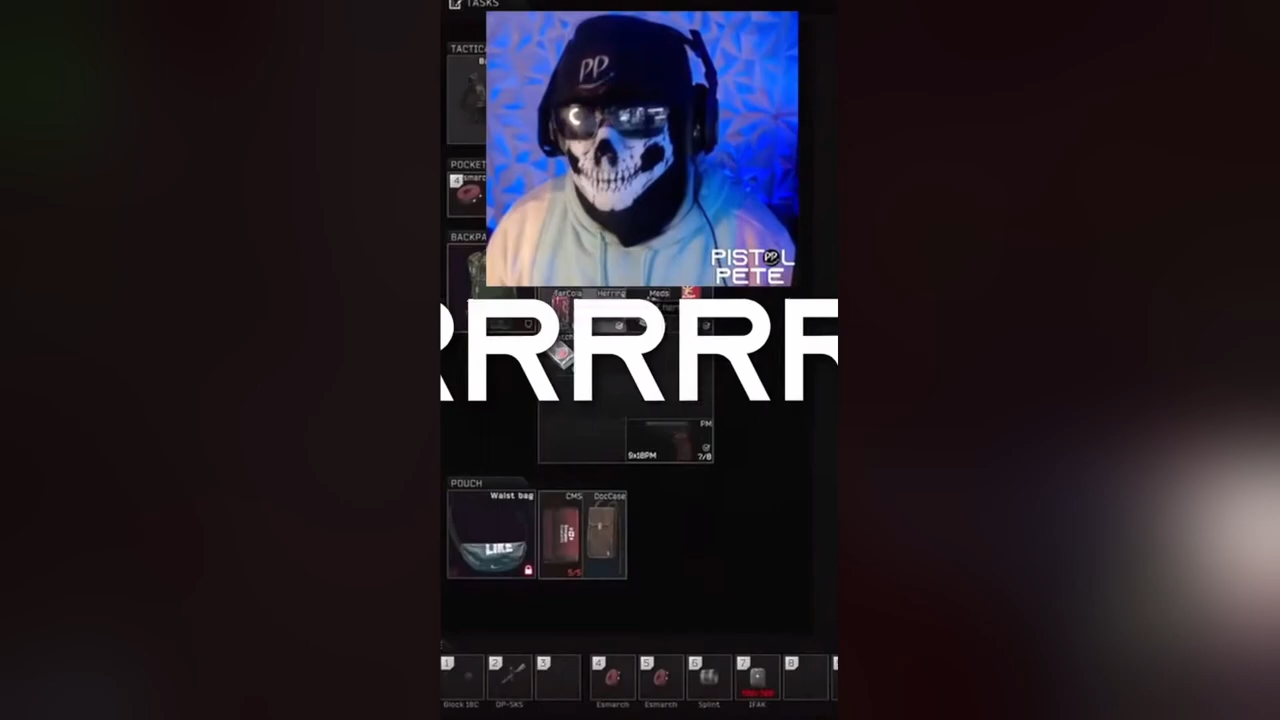 TASKS
TACTICA
PP
POCKET
4
BACKPA
PISTOL
PETE
TerCola Herring Meds
RRRRR
PM
9x18PM
7/8
POUCH
Waist bag
CMS
DocCase
LIKE
5/5
1 2 3 4 5 6 7 8
Glock 18C OP-SKS Esmarch Esmarch Splint IFAK